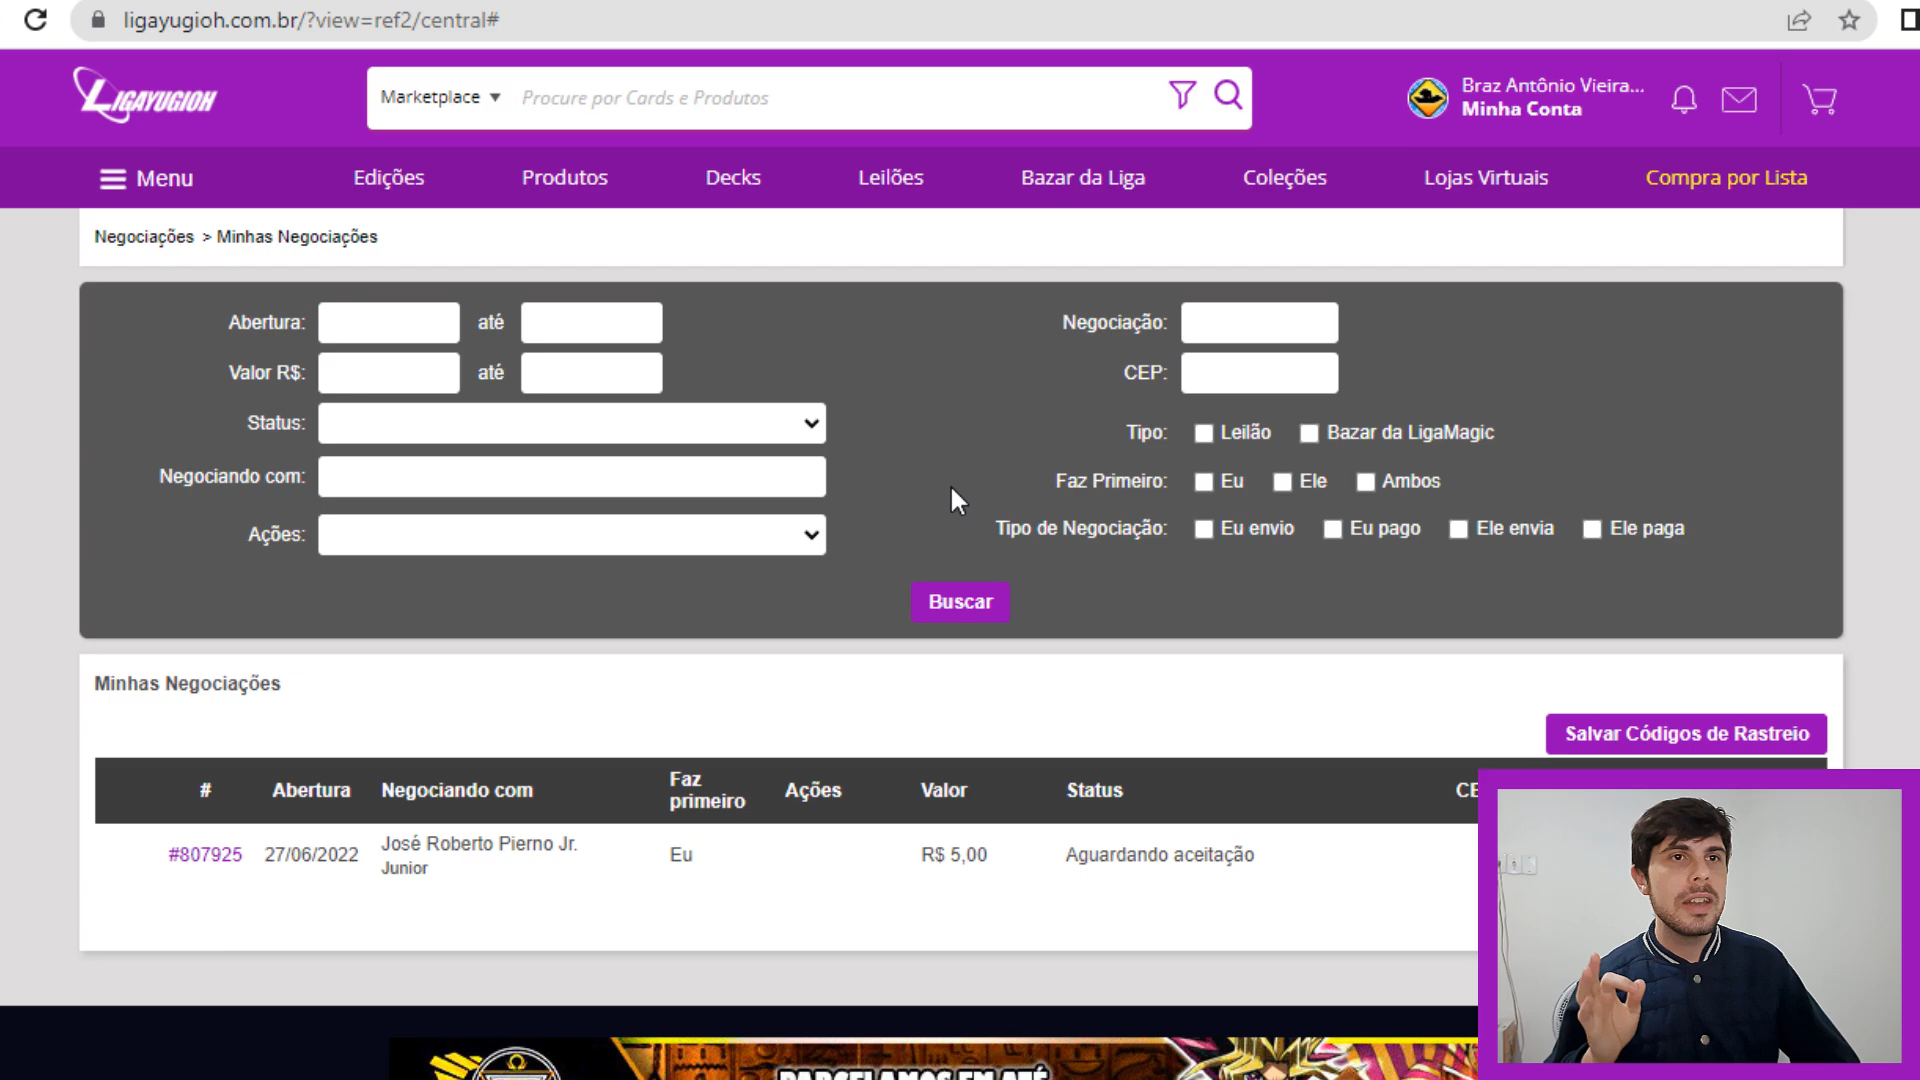 ligayugioh.com.br/?view=ref2/central#
LIGAYUGIOH
Marketplace ▼ Procure por Cards e Produtos
Braz Antônio Vieira...
Minha Conta
Menu Edições Produtos Decks Leilões Bazar da Liga Coleções Lojas Virtuais Compra por Lista
Negociações > Minhas Negociações
Abertura: até Negociação:
Valor R$: até CEP:
Status: Tipo: Leilão Bazar da LigaMagic
Negociando com: Faz Primeiro: Eu Ele Ambos
Ações: Tipo de Negociação: Eu envio Eu pago Ele envia Ele paga
Buscar
Minhas Negociações
Salvar Códigos de Rastreio
# Abertura Negociando com Faz primeiro Ações Valor Status CE
#807925 27/06/2022 José Roberto Pierno Jr. Eu R$ 5,00 Aguardando aceitação
Junior
PARCELAMOS EM ATÉ